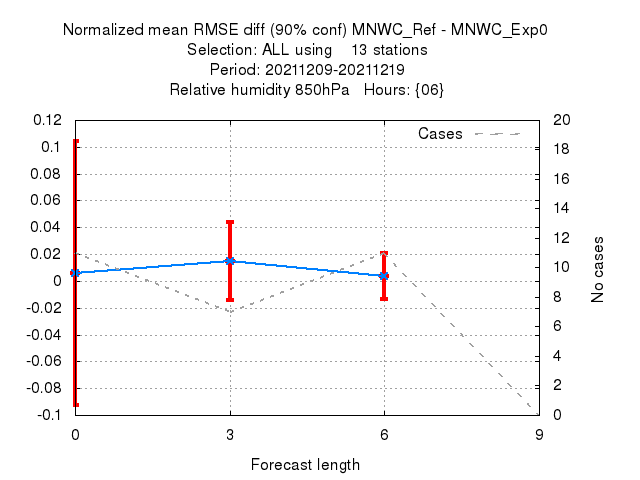 Normalized mean RMSE diff (90% conf) MNWC_Ref - MNWC_Exp0
Selection: ALL using    13 stations
Period: 20211209-20211219
Relative humidity 850hPa   Hours: {06}
Cases
0.12
0.1
0.08
0.06
0.04
0.02
0
-0.02
-0.04
-0.06
-0.08
-0.1
20
18
16
14
12
10
8
6
4
2
0
No cases
0 3 6 9
Forecast length